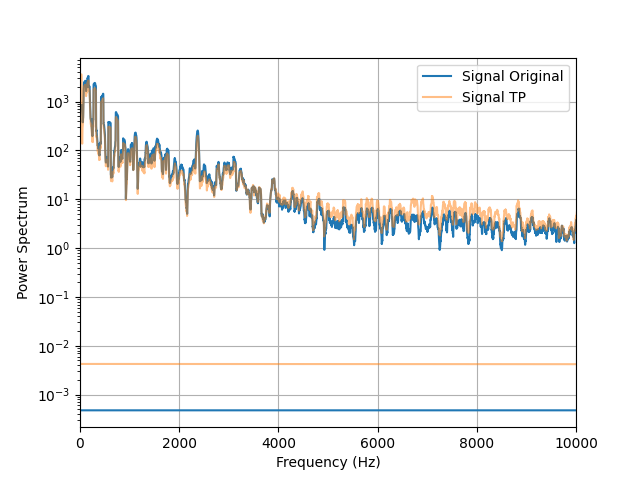 Signal Original
Signal TP
10³
10²
10¹
10⁰
10⁻¹
10⁻²
10⁻³
Power Spectrum
0 2000 4000 6000 8000 10000
Frequency (Hz)